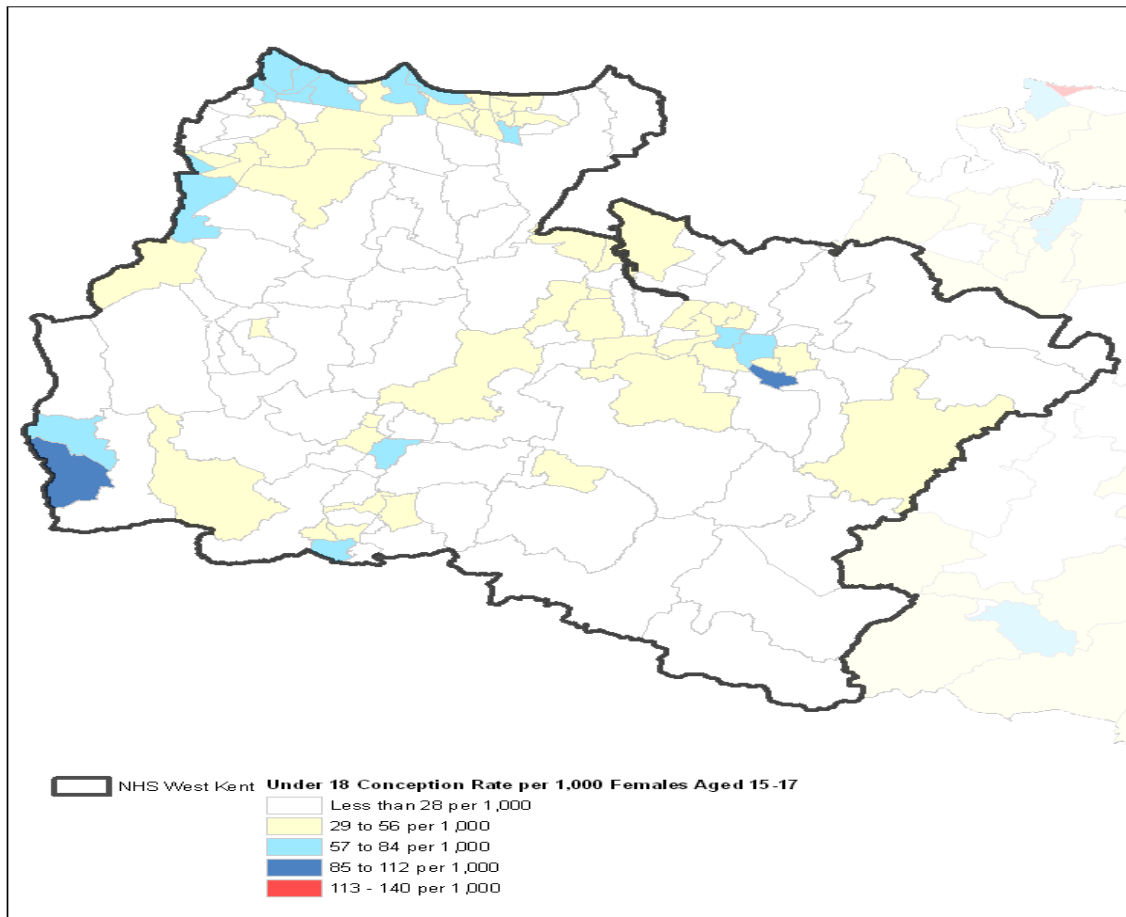 NHS West Kent Under 18 Conception Rate per 1,000 Females Aged 15-17
Less than 28 per 1,000
29 to 56 per 1,000
57 to 84 per 1,000
85 to 112 per 1,000
113 - 140 per 1,000